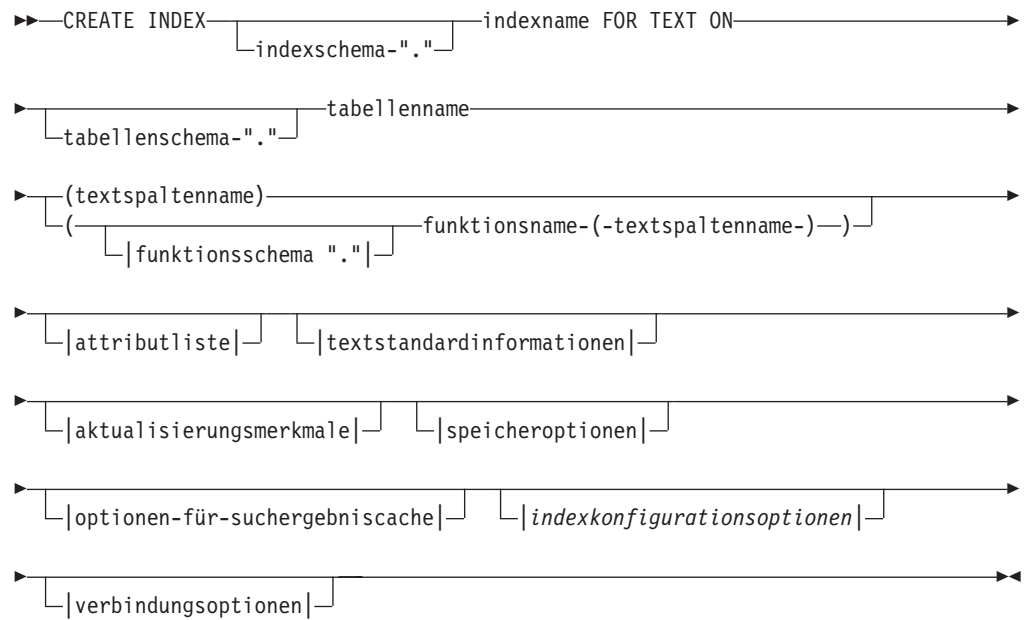 CREATE INDEX indexname FOR TEXT ON
indexschema-"."
tabellenname
tabellenschema-"."
(textspaltenname)
( funktionsname-(-textspaltenname-) )
|funktionsschema "."|
|attributliste| |textstandardinformationen|
|aktualisierungsmerkmale| |speicheroptionen|
|optionen-für-suchergebniscache| |indexkonfigurationsoptionen|
|verbindungsoptionen|